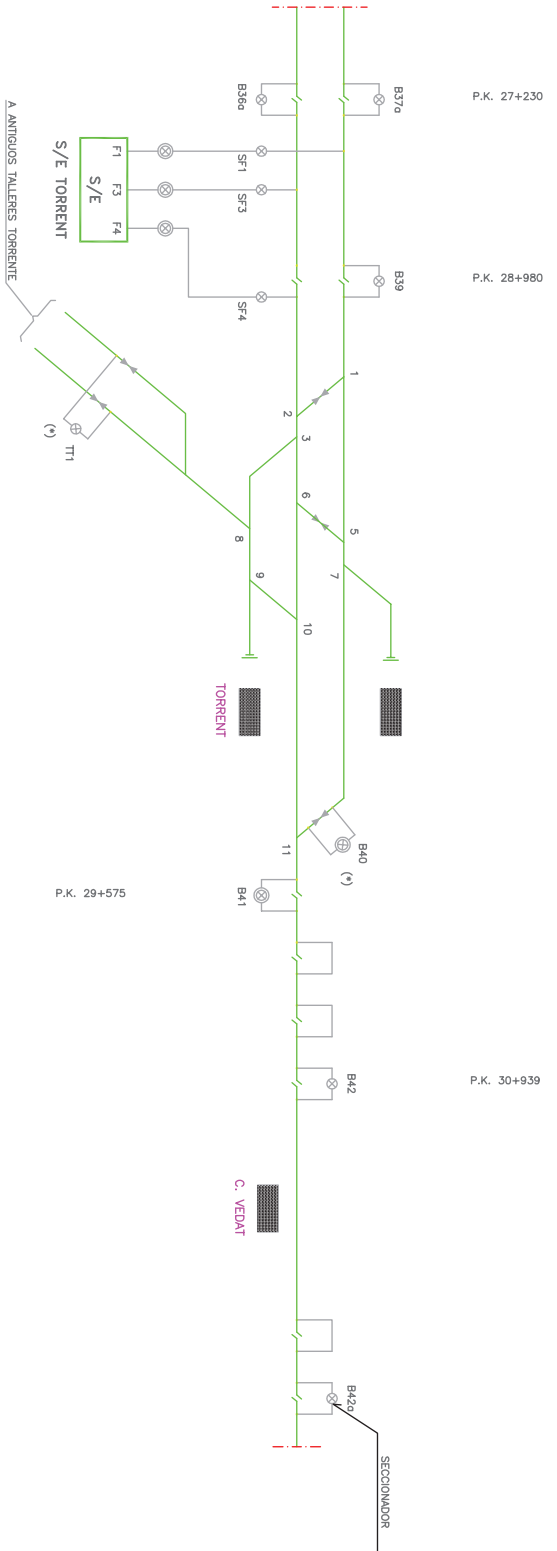 P.K. 27+230
B37a
B36a
SF1
SF3
SF4
F1
F3
F4
S/E
S/E TORRENT
A ANTIGUOS TALLERES TORRENTE
P.K. 28+980
B39
1
2
3
6
5
7
8
9
10
TT1
(*)
TORRENT
B40
(*)
11
P.K. 29+575
B41
P.K. 30+939
B42
C. VEDAT
B42a
SECCIONADOR